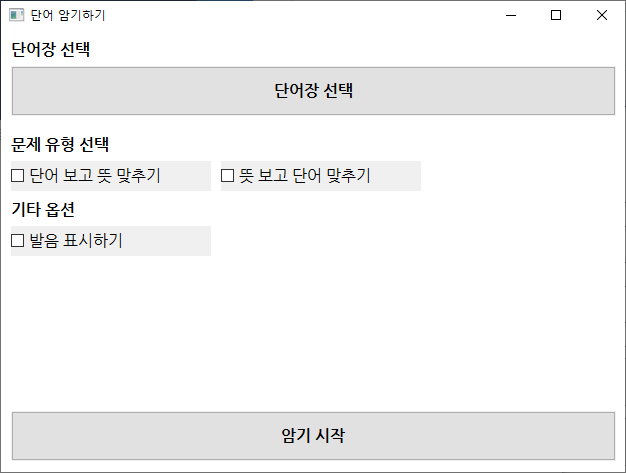 단어 암기하기
단어장 선택
단어장 선택
문제 유형 선택
단어 보고 뜻 맞추기 뜻 보고 단어 맞추기
기타 옵션
발음 표시하기
암기 시작